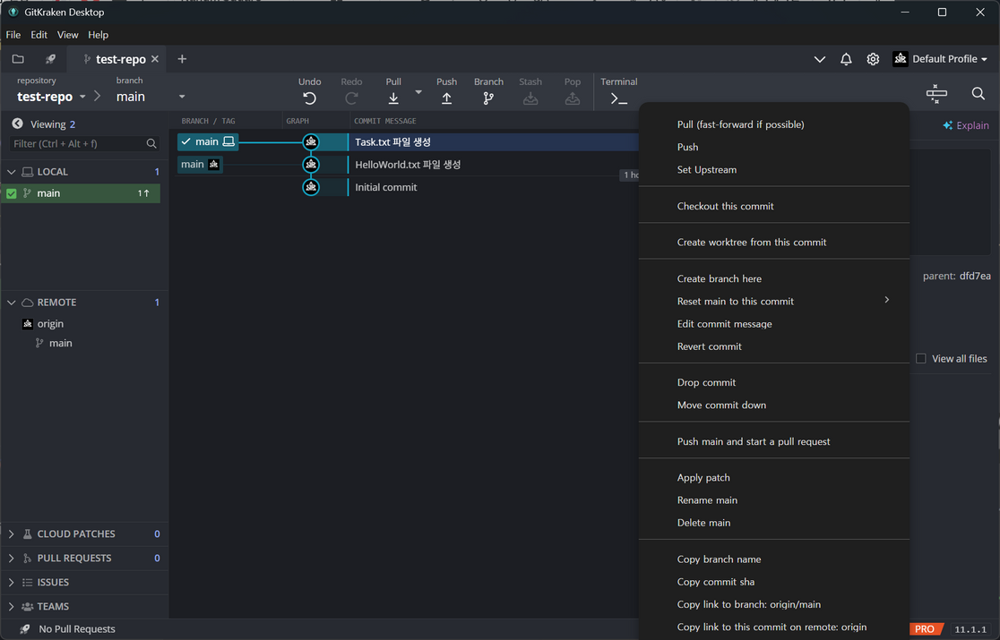 GitKraken Desktop
File Edit View Help
test-repo
Default Profile
repository
test-repo
branch
main
Undo
Redo
Pull
Push
Branch
Stash
Pop
Terminal
Viewing 2
Filter (Ctrl + Alt + f)
LOCAL 1
main 1↑
REMOTE 1
origin
main
CLOUD PATCHES 0
PULL REQUESTS 0
ISSUES
TEAMS
No Pull Requests
BRANCH / TAG GRAPH COMMIT MESSAGE
main Task.txt 파일 생성
main HelloWorld.txt 파일 생성
Initial commit
Pull (fast-forward if possible)
Push
Set Upstream
Checkout this commit
Create worktree from this commit
Create branch here
Reset main to this commit
Edit commit message
Revert commit
Drop commit
Move commit down
Push main and start a pull request
Apply patch
Rename main
Delete main
Copy branch name
Copy commit sha
Copy link to branch: origin/main
Copy link to this commit on remote: origin
Explain
parent: dfd7ea
View all files
PRO 11.1.1